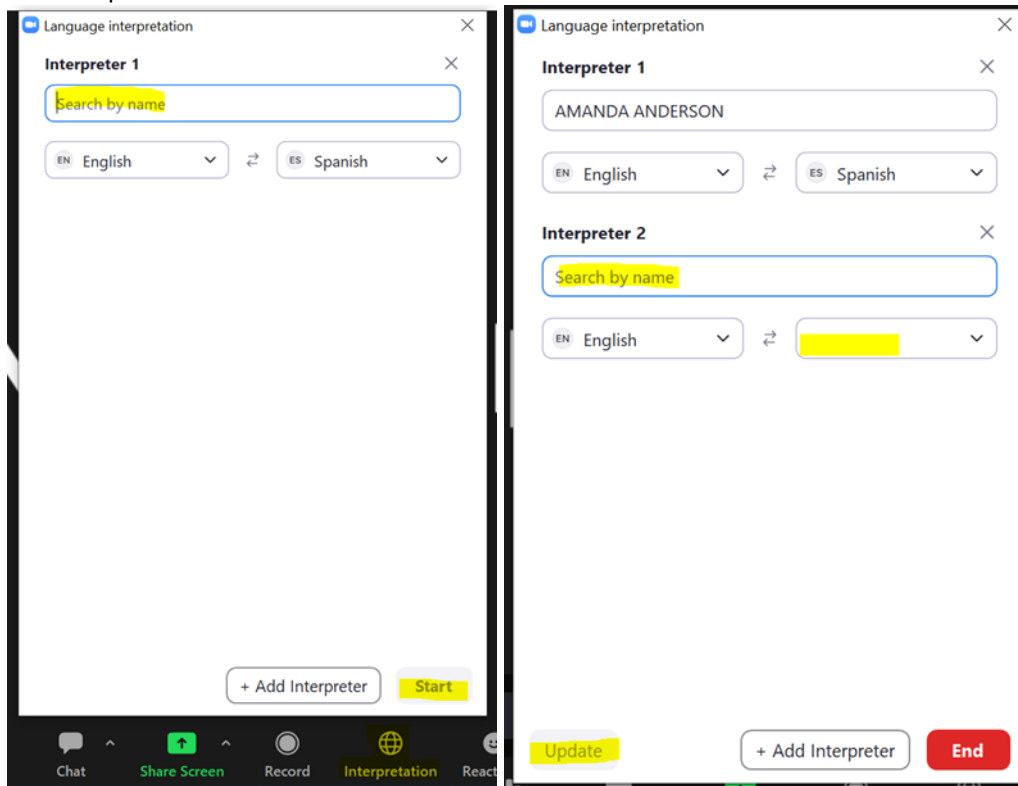 Language interpretation
Interpreter 1
Search by name
EN English
ES Spanish
+ Add Interpreter
Start
Chat
Share Screen
Record
Interpretation
React
Language interpretation
Interpreter 1
AMANDA ANDERSON
EN English
ES Spanish
Interpreter 2
Search by name
EN English
Update
+ Add Interpreter
End